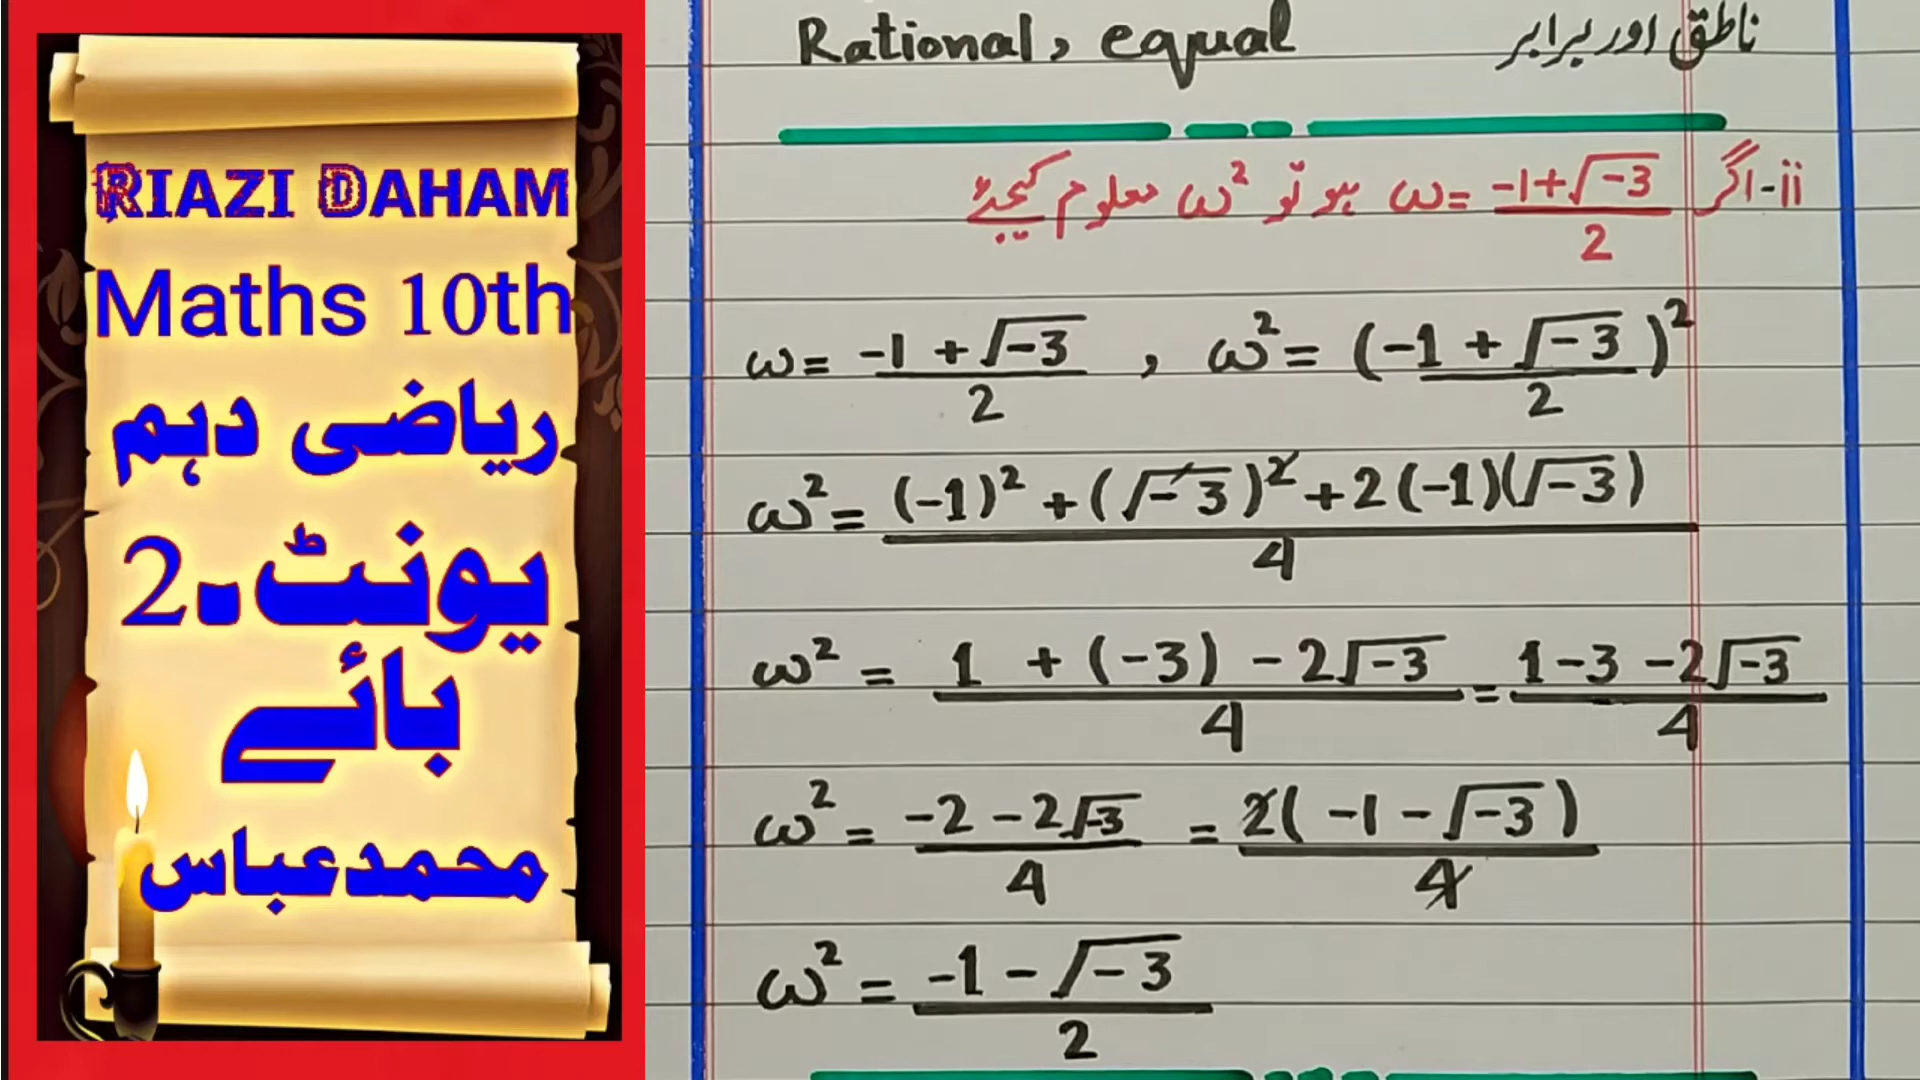 RIAZI DAHAM
Maths 10th
ریاضی دہم
یونٹ.2
بائے
محمدعباس
Rational, equal ناطق اور برابر
ii-اگر ω = (-1+√-3)/2 ہو تو ω² معلوم کیجئے
ω = (-1+√-3)/2 , ω² = ((-1+√-3)/2)²
ω² = ((-1)² + (√-3)² + 2(-1)(√-3))/4
ω² = (1 + (-3) - 2√-3)/4 = (1-3-2√-3)/4
ω² = (-2-2√-3)/4 = 2(-1-√-3)/4
ω² = (-1-√-3)/2